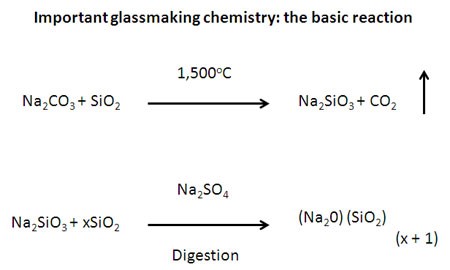 Important glassmaking chemistry: the basic reaction
1,500°C
Na₂CO₃ + SiO₂ → Na₂SiO₃ + CO₂ ↑
Na₂SO₄
Na₂SiO₃ + xSiO₂ → (Na₂0) (SiO₂) (x + 1)
Digestion